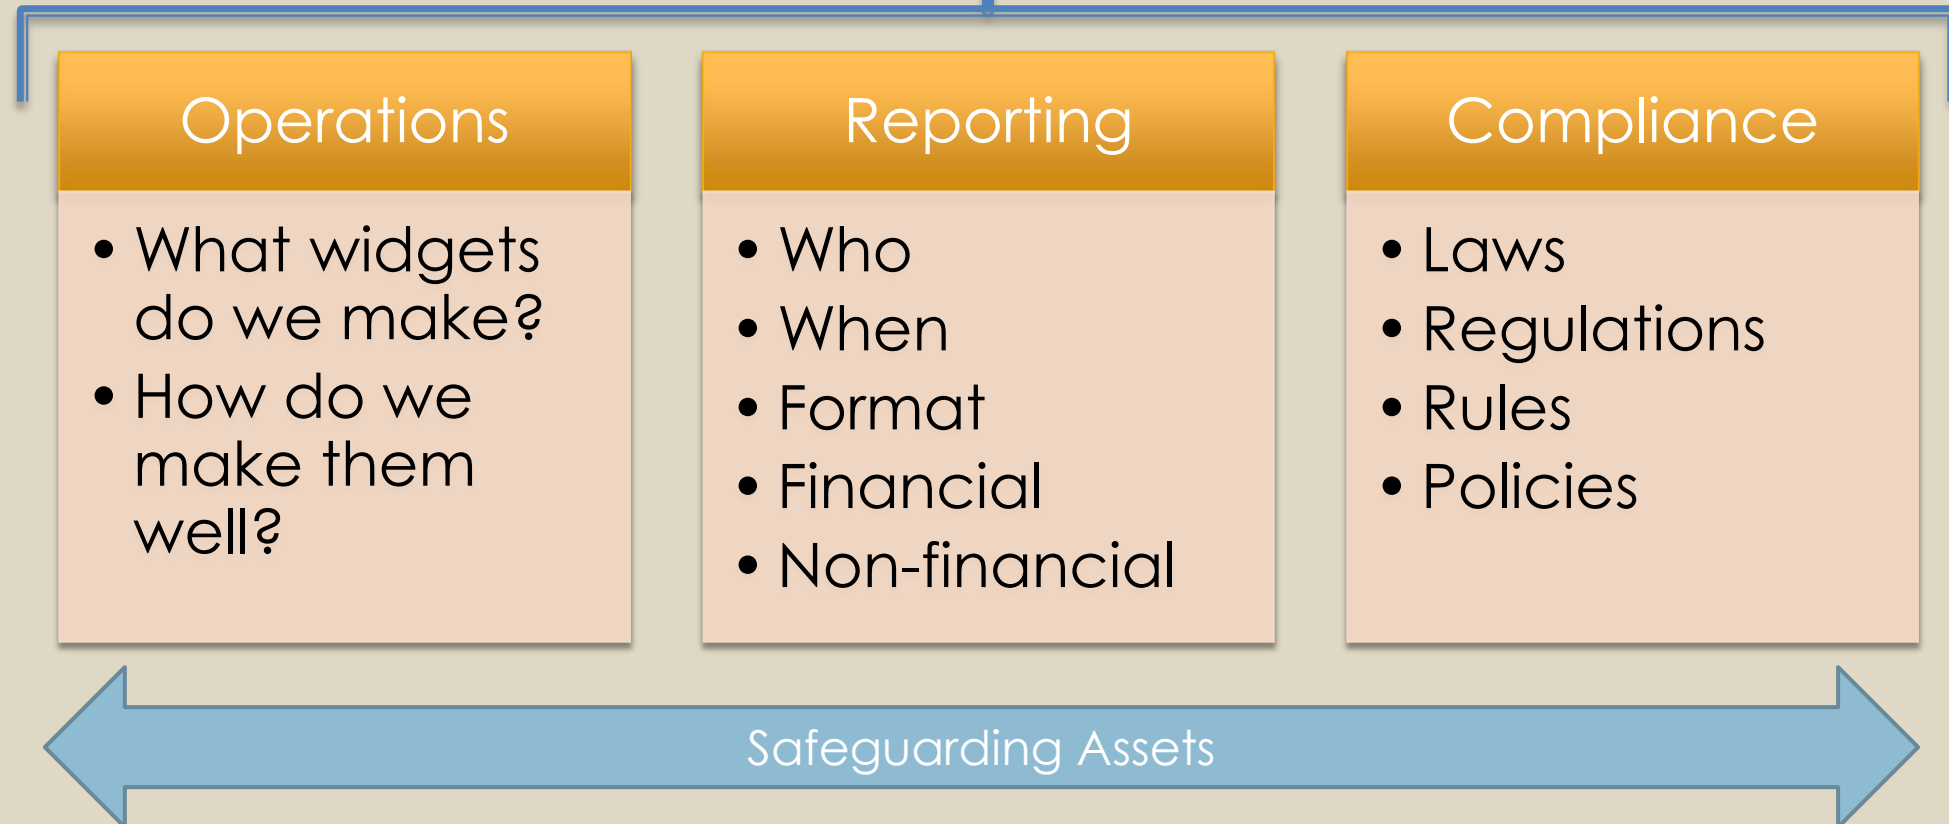 Operations
• What widgets
do we make?
• How do we
make them
well?
Reporting
• Who
• When
• Format
• Financial
• Non-financial
Compliance
• Laws
• Regulations
• Rules
• Policies
Safeguarding Assets